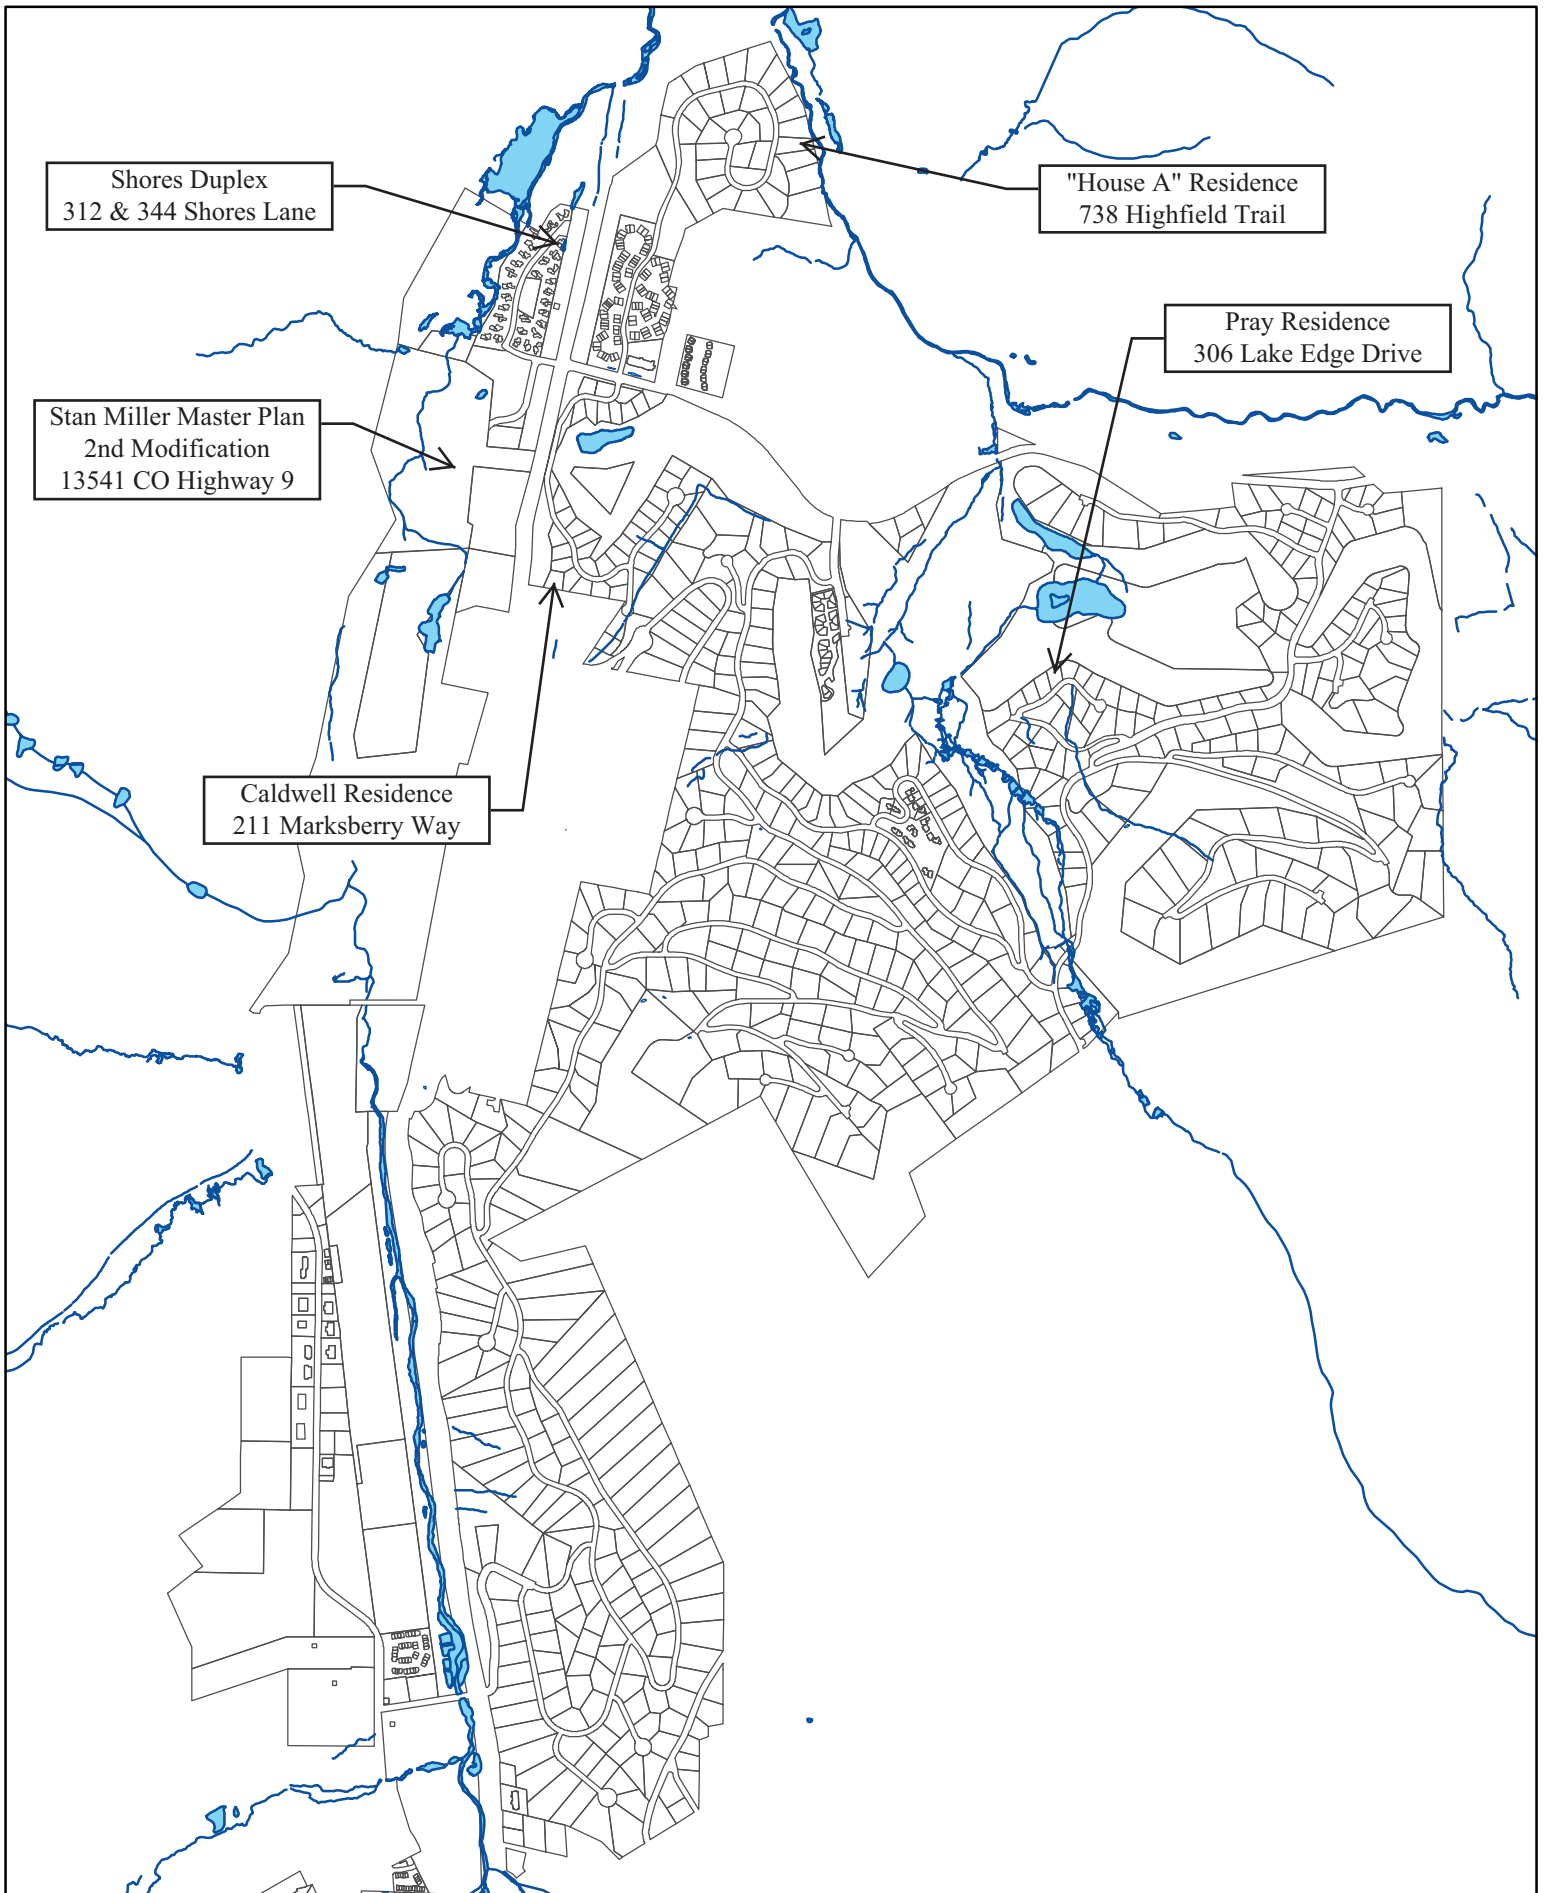 Shores Duplex
312 & 344 Shores Lane
"House A" Residence
738 Highfield Trail
Pray Residence
306 Lake Edge Drive
Stan Miller Master Plan
2nd Modification
13541 CO Highway 9
Caldwell Residence
211 Marksberry Way